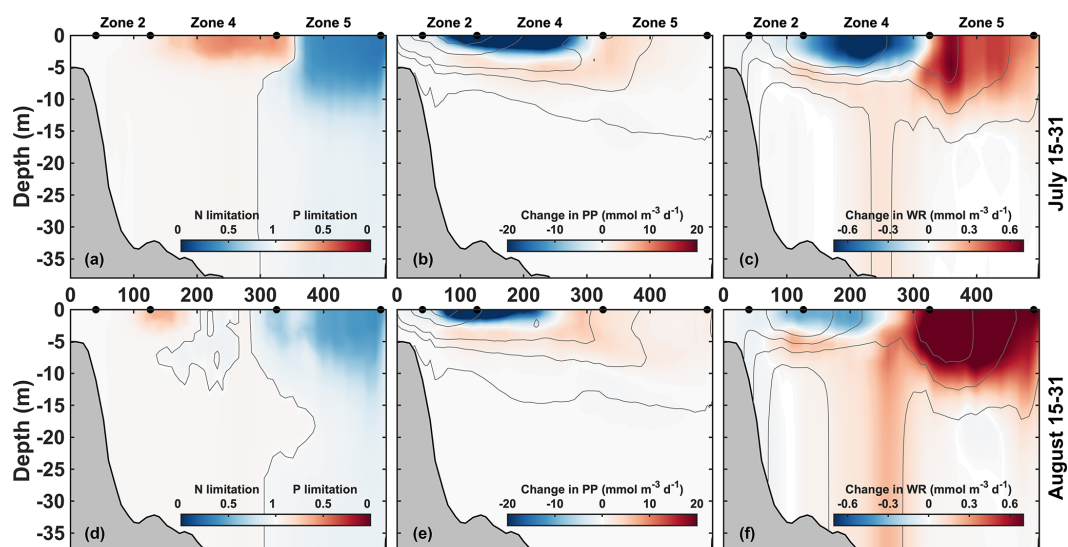 Zone 2 Zone 4 Zone 5 Zone 2 Zone 4 Zone 5 Zone 2 Zone 4 Zone 5
0
-5
-10
-15
-20
-25
-30
-35
Depth (m)
N limitation P limitation
0 0.5 1 0.5 0
(a)
Change in PP (mmol m⁻³ d⁻¹)
-20 -10 0 10 20
(b)
Change in WR (mmol m⁻³ d⁻¹)
-0.6 -0.3 0 0.3 0.6
(c)
July 15-31
0 100 200 300 400 0 100 200 300 400 0 100 200 300 400
0
-5
-10
-15
-20
-25
-30
-35
Depth (m)
N limitation P limitation
0 0.5 1 0.5 0
(d)
Change in PP (mmol m⁻³ d⁻¹)
-20 -10 0 10 20
(e)
Change in WR (mmol m⁻³ d⁻¹)
-0.6 -0.3 0 0.3 0.6
(f)
August 15-31